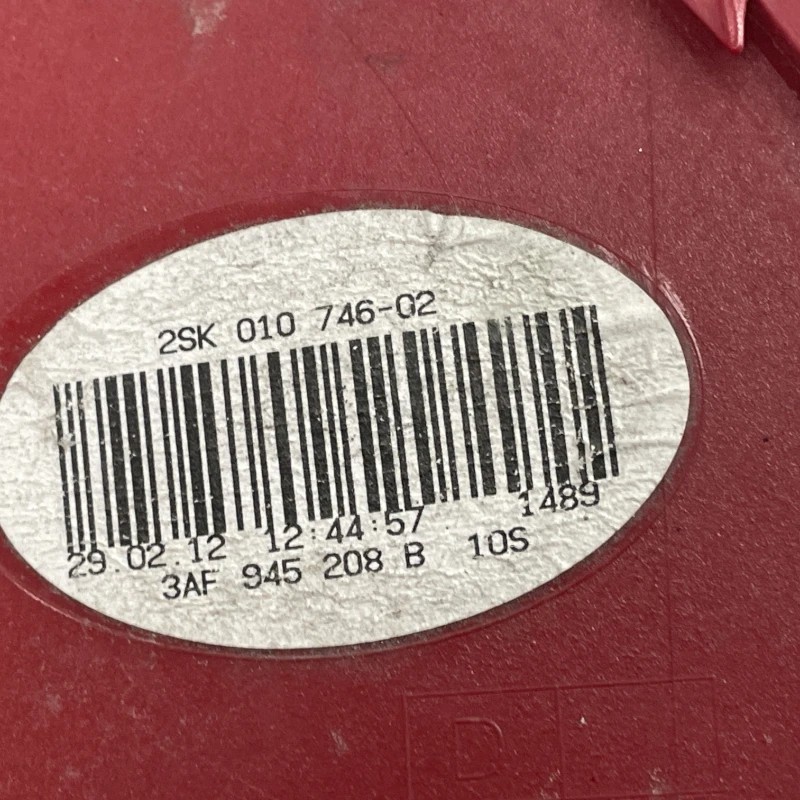 2SK 010 746-02
1489
29.02.12 12:44:57
3AF 945 208 B 10S
D